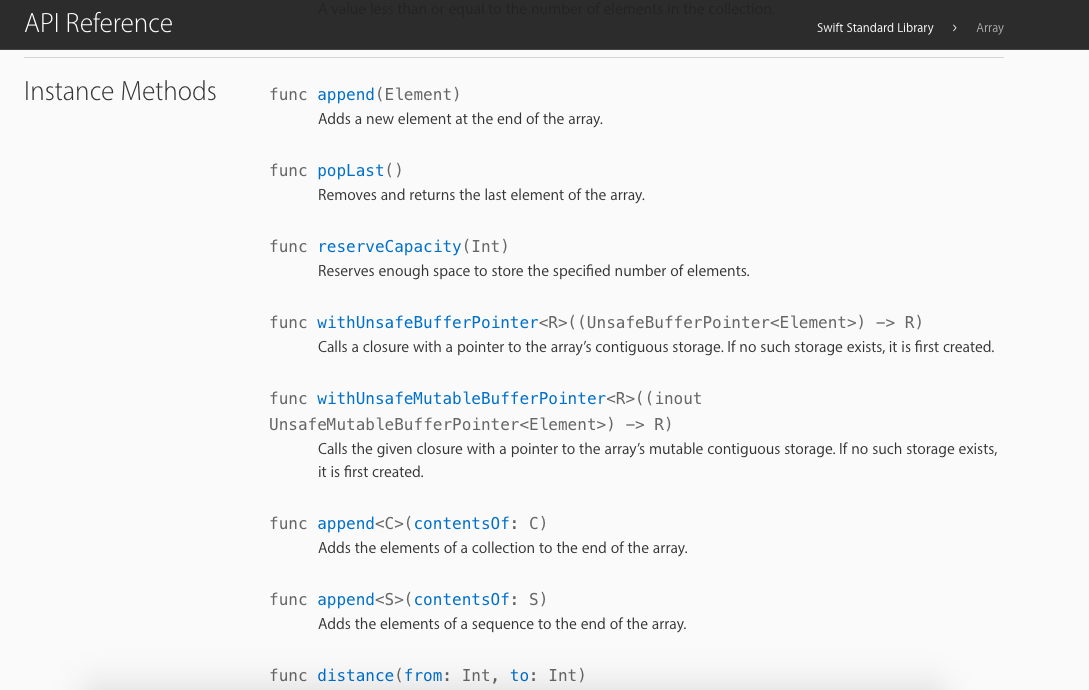 A value less than or equal to the number of elements in the collection.
API Reference
Swift Standard Library > Array
Instance Methods
func append(Element)
Adds a new element at the end of the array.
func popLast()
Removes and returns the last element of the array.
func reserveCapacity(Int)
Reserves enough space to store the specified number of elements.
func withUnsafeBufferPointer<R>((UnsafeBufferPointer<Element>) -> R)
Calls a closure with a pointer to the array’s contiguous storage. If no such storage exists, it is first created.
func withUnsafeMutableBufferPointer<R>((inout
UnsafeMutableBufferPointer<Element>) -> R)
Calls the given closure with a pointer to the array’s mutable contiguous storage. If no such storage exists,
it is first created.
func append<C>(contentsOf: C)
Adds the elements of a collection to the end of the array.
func append<S>(contentsOf: S)
Adds the elements of a sequence to the end of the array.
func distance(from: Int, to: Int)